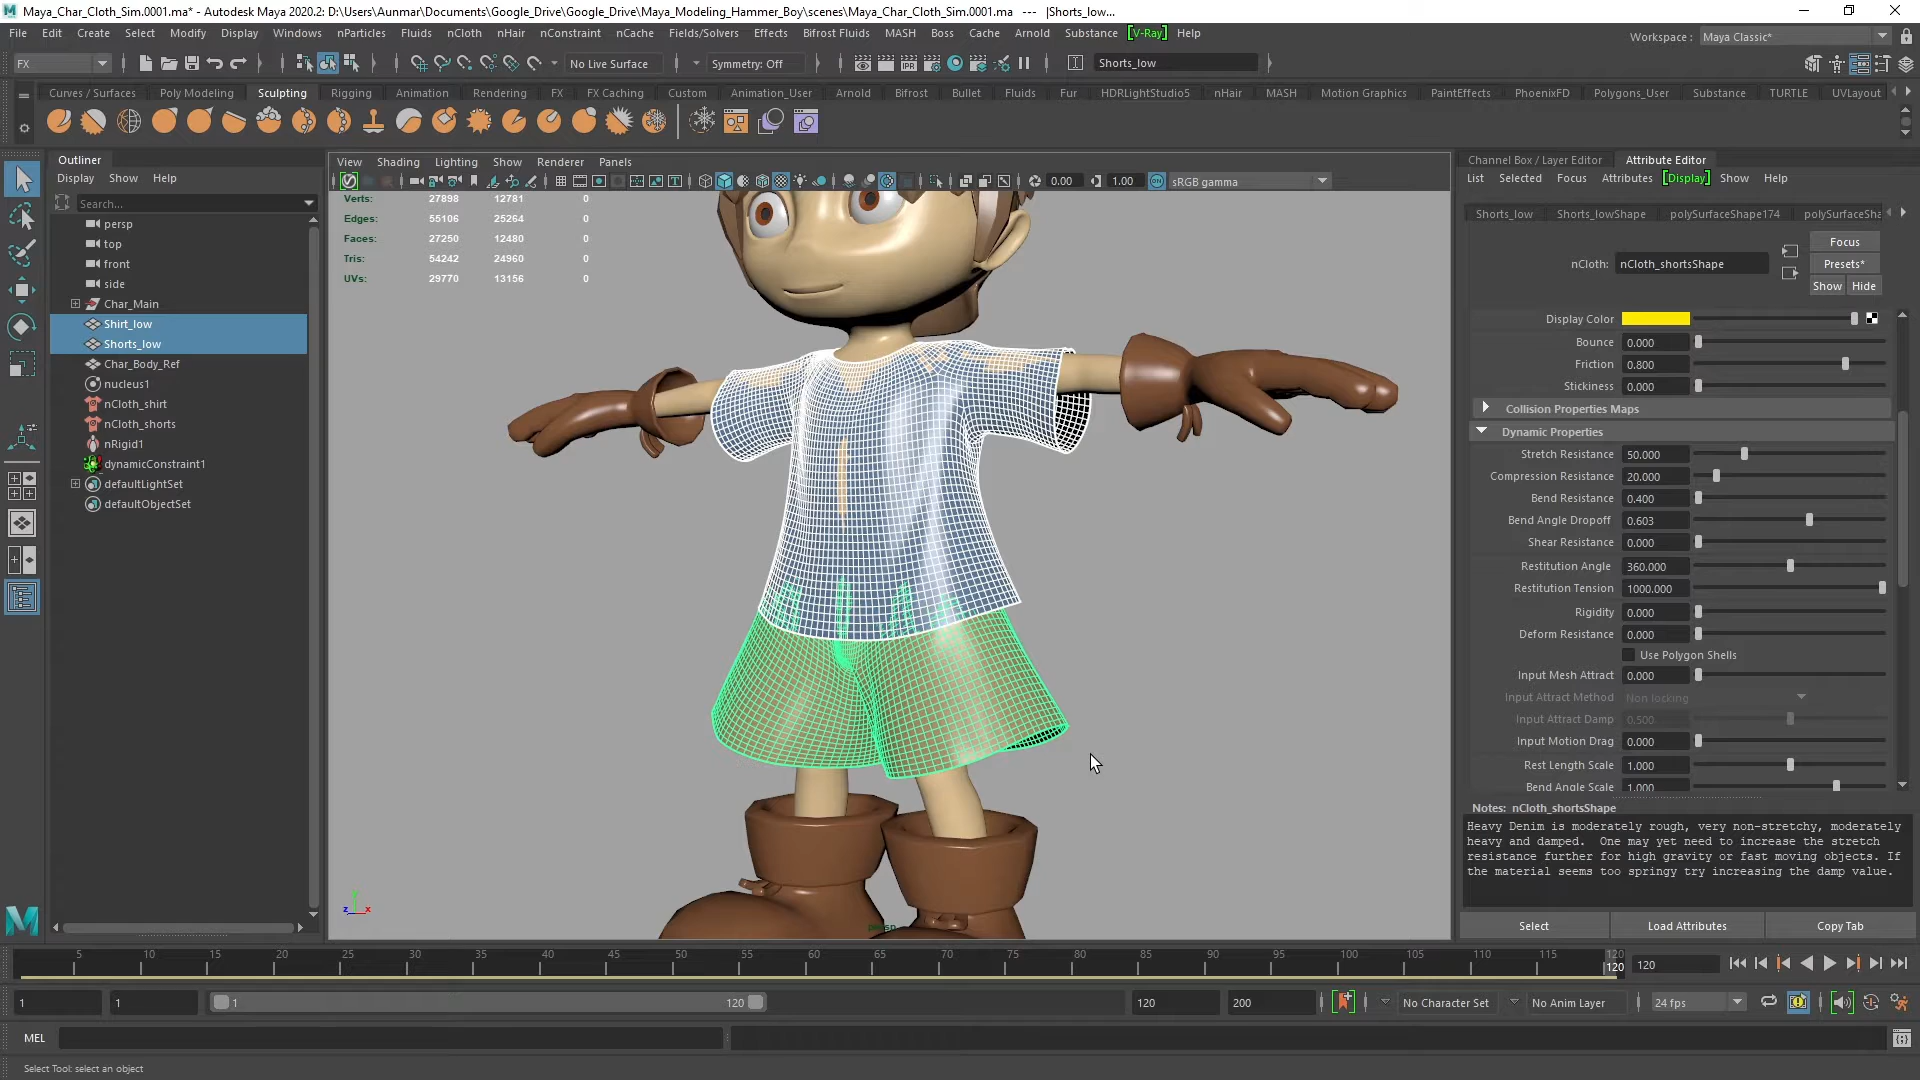 Maya_Char_Cloth_Sim.0001.ma* - Autodesk Maya 2020.2: D:\Users\Aunmar\Documents\Google_Drive\Google_Drive\Maya_Modeling_Hammer_Boy\scenes\Maya_Char_Cloth_Sim.0001.ma --- |Shorts_low...
File Edit Create Select Modify Display Windows nParticles Fluids nCloth nHair nConstraint nCache Fields/Solvers Effects Bifrost Fluids MASH Boss Cache Arnold Substance [V-Ray] Help
Workspace : Maya Classic*
FX No Live Surface Symmetry: Off IPR Shorts_low
Curves / Surfaces Poly Modeling Sculpting Rigging Animation Rendering FX FX Caching Custom Animation_User Arnold Bifrost Bullet Fluids Fur HDRLightStudio5 nHair MASH Motion Graphics PaintEffects PhoenixFD Polygons_User Substance TURTLE UVLayout
Outliner
Display Show Help
Search...
persp
top
front
side
Char_Main
Shirt_low
Shorts_low
Char_Body_Ref
nucleus1
nCloth_shirt
nCloth_shorts
nRigid1
dynamicConstraint1
defaultLightSet
defaultObjectSet
View Shading Lighting Show Renderer Panels
0.00 1.00 sRGB gamma
Verts: 27898 12781 0
Edges: 55106 25264 0
Faces: 27250 12480 0
Tris: 54242 24960 0
UVs: 29770 13156 0
z x
persp
Channel Box / Layer Editor Attribute Editor
List Selected Focus Attributes [Display] Show Help
Shorts_low Shorts_lowShape polySurfaceShape174 polySurfaceSha
Focus
nCloth: nCloth_shortsShape Presets*
Show Hide
Display Color
Bounce 0.000
Friction 0.800
Stickiness 0.000
Collision Properties Maps
Dynamic Properties
Stretch Resistance 50.000
Compression Resistance 20.000
Bend Resistance 0.400
Bend Angle Dropoff 0.603
Shear Resistance 0.000
Restitution Angle 360.000
Restitution Tension 1000.000
Rigidity 0.000
Deform Resistance 0.000
Use Polygon Shells
Input Mesh Attract 0.000
Input Attract Method Non locking
Input Attract Damp 0.500
Input Motion Drag 0.000
Rest Length Scale 1.000
Bend Angle Scale 1.000
Notes: nCloth_shortsShape
Heavy Denim is moderately rough, very non-stretchy, moderately
heavy and damped. One may yet need to increase the stretch
resistance further for high gravity or fast moving objects. If
the material seems too springy try increasing the damp value.
Select Load Attributes Copy Tab
5 10 15 20 25 30 35 40 45 50 55 60 65 70 75 80 85 90 95 100 105 110 115 120
120 120
1 1 1 120 120 200 No Character Set No Anim Layer 24 fps
MEL
Select Tool: select an object